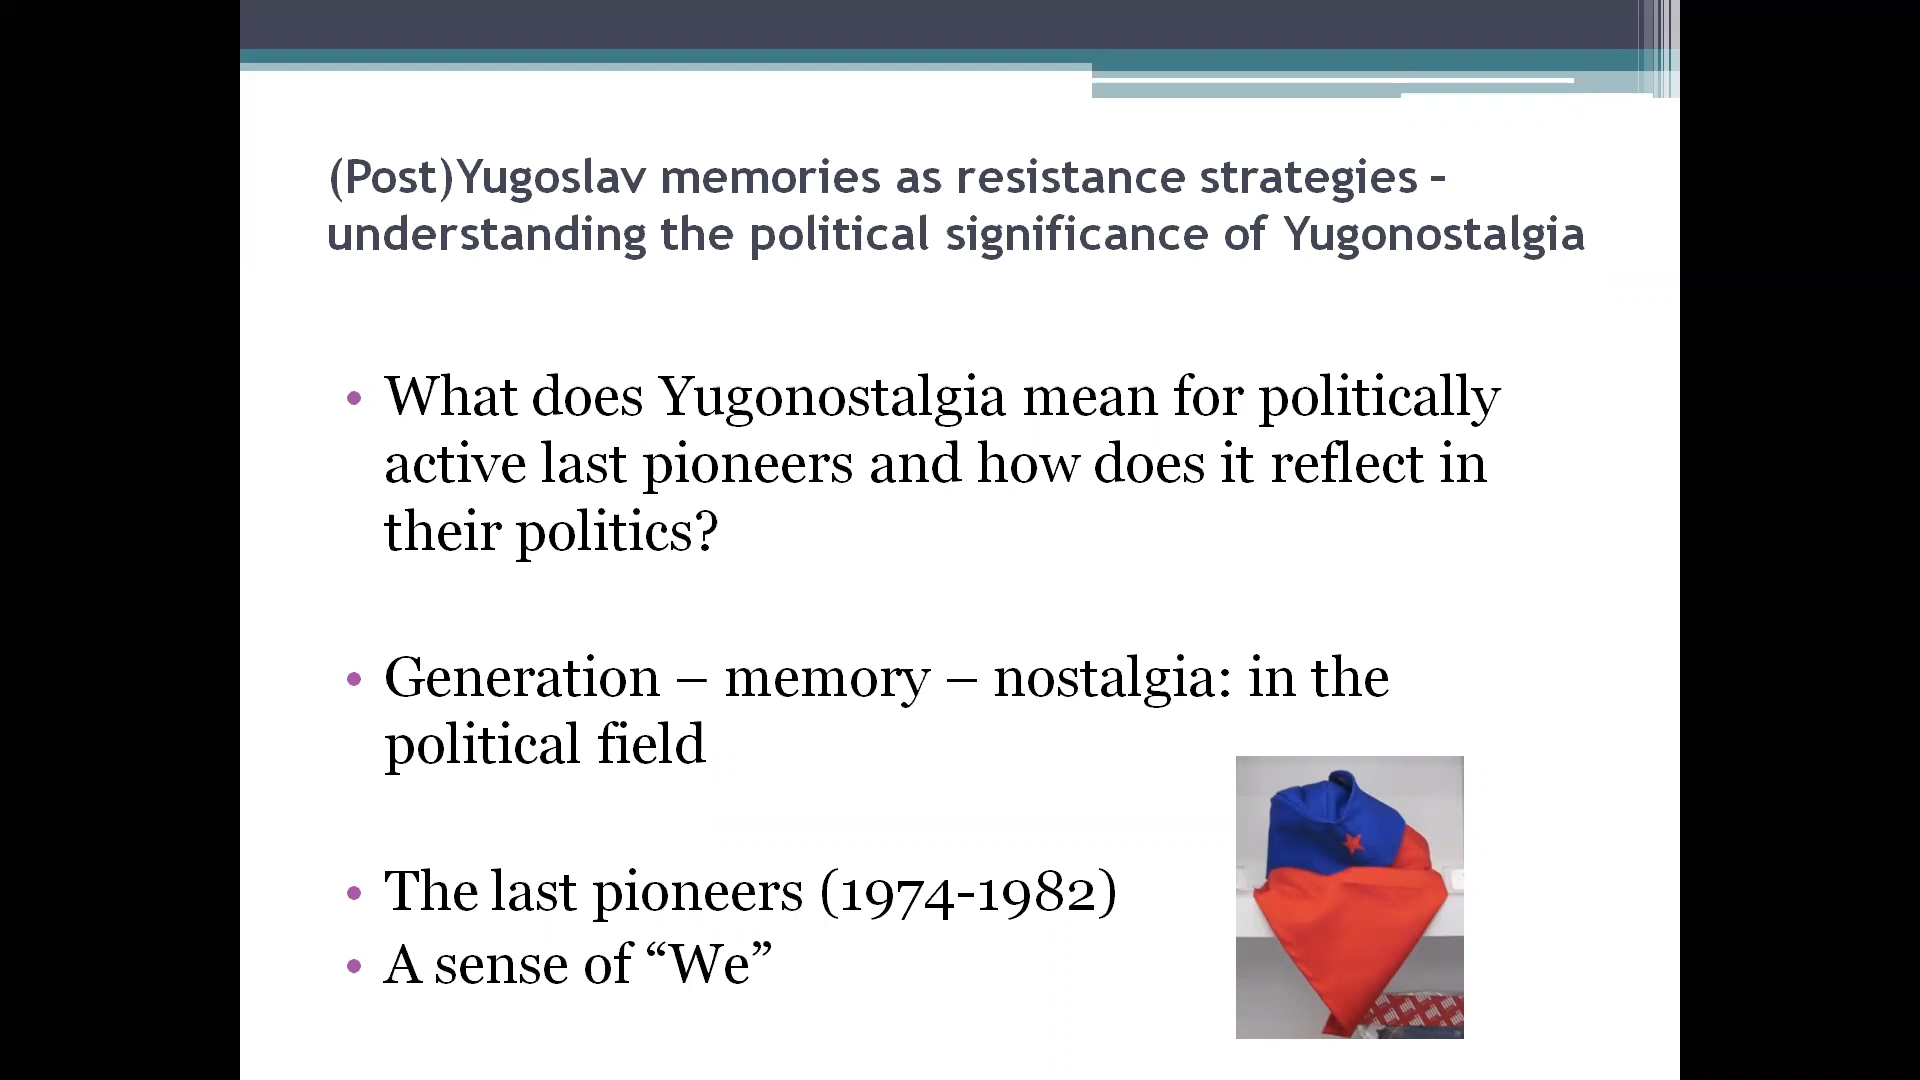 (Post)Yugoslav memories as resistance strategies –
understanding the political significance of Yugonostalgia
• What does Yugonostalgia mean for politically
active last pioneers and how does it reflect in
their politics?
• Generation – memory – nostalgia: in the
political field
• The last pioneers (1974-1982)
• A sense of “We”